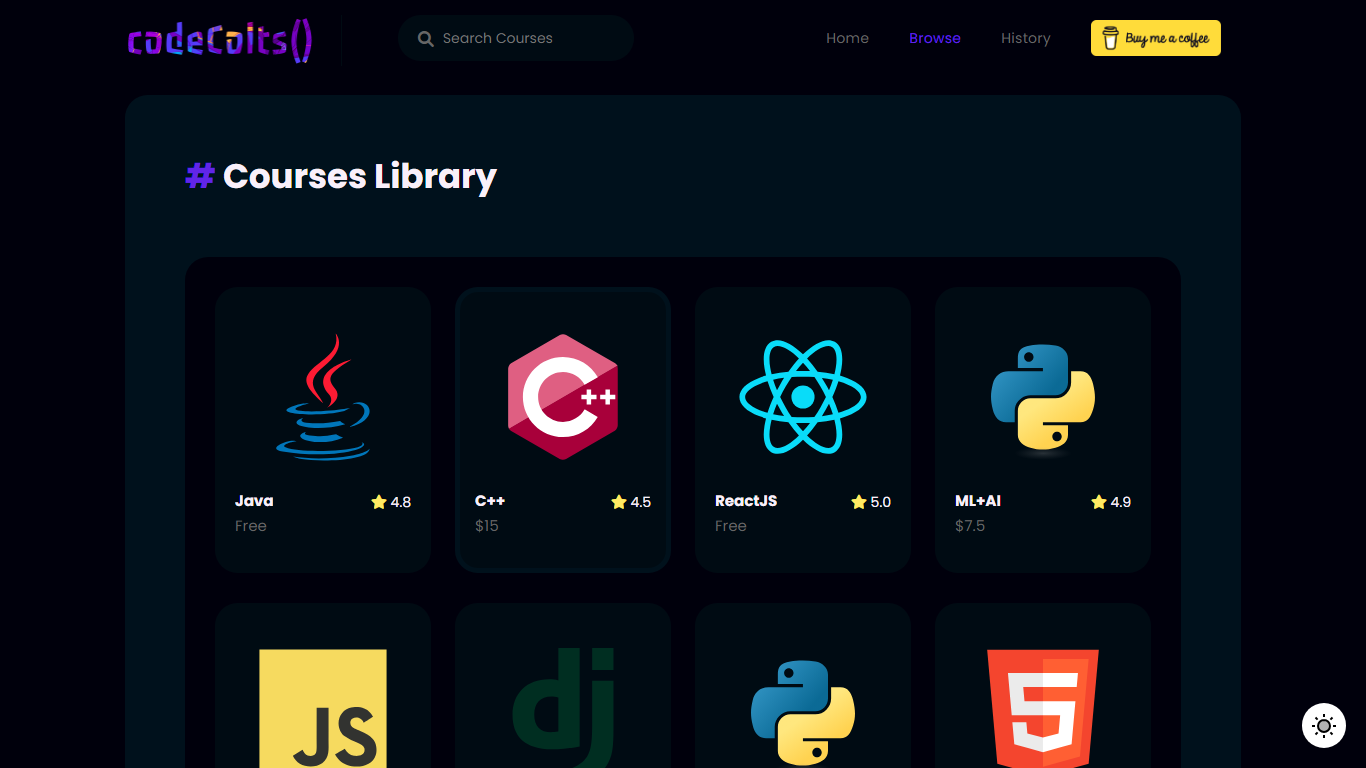 codeColts()
Search Courses
Home
Browse
History
Buy me a coffee
# Courses Library
C++
Java
4.8
Free
C++
4.5
$15
ReactJS
5.0
Free
ML+AI
4.9
$7.5
JS
dj
5